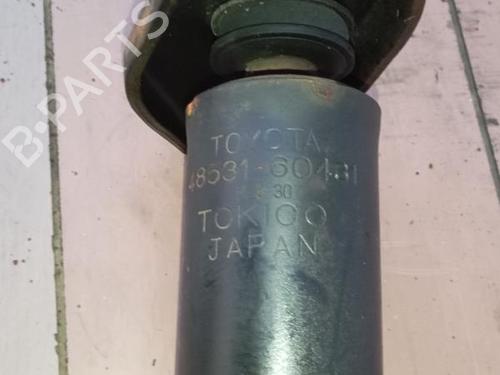 TOYOTA
48531-60431
30
TOKICO
JAPAN
B-PARTS